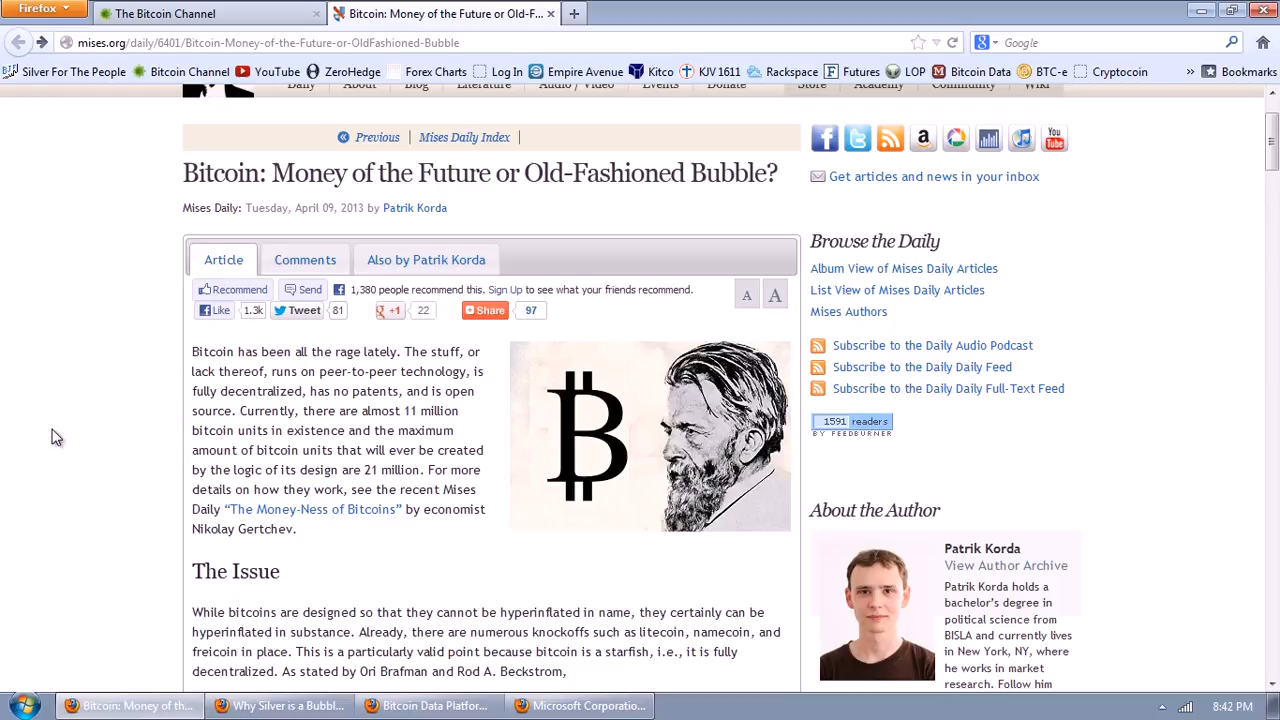 Firefox
The Bitcoin Channel
Bitcoin: Money of the Future or Old-F...
mises.org/daily/6401/Bitcoin-Money-of-the-Future-or-OldFashioned-Bubble
Google
Silver For The People
Bitcoin Channel
YouTube
ZeroHedge
Forex Charts
Log In
Empire Avenue
Kitco
KJV 1611
Rackspace
Futures
LOP
Bitcoin Data
BTC-e
Cryptocoin
»
Bookmarks
Daily
About
Blog
Literature
Audio / Video
Events
Donate
Store
Academy
Community
Wiki
Previous | Mises Daily Index |
Bitcoin: Money of the Future or Old-Fashioned Bubble?
Mises Daily: Tuesday, April 09, 2013 by Patrik Korda
Article
Comments
Also by Patrik Korda
Recommend
Send
1,380 people recommend this. Sign Up to see what your friends recommend.
A A
Like 1.3k
Tweet 81
+1 22
Share 97
Bitcoin has been all the rage lately. The stuff, or
lack thereof, runs on peer-to-peer technology, is
fully decentralized, has no patents, and is open
source. Currently, there are almost 11 million
bitcoin units in existence and the maximum
amount of bitcoin units that will ever be created
by the logic of its design are 21 million. For more
details on how they work, see the recent Mises
Daily “The Money-Ness of Bitcoins” by economist
Nikolay Gertchev.
The Issue
While bitcoins are designed so that they cannot be hyperinflated in name, they certainly can be
hyperinflated in substance. Already, there are numerous knockoffs such as litecoin, namecoin, and
freicoin in place. This is a particularly valid point because bitcoin is a starfish, i.e., it is fully
decentralized. As stated by Ori Brafman and Rod A. Beckstrom,
You
Tube
Get articles and news in your inbox
Browse the Daily
Album View of Mises Daily Articles
List View of Mises Daily Articles
Mises Authors
Subscribe to the Daily Audio Podcast
Subscribe to the Daily Daily Feed
Subscribe to the Daily Daily Full-Text Feed
1591 readers
BY FEEDBURNER
About the Author
Patrik Korda
View Author Archive
Patrik Korda holds a
bachelor's degree in
political science from
BISLA and currently lives
in New York, NY, where
he works in market
research. Follow him
Bitcoin: Money of th...
Why Silver is a Bubbl...
Bitcoin Data Platfor...
Microsoft Corporatio...
8:42 PM